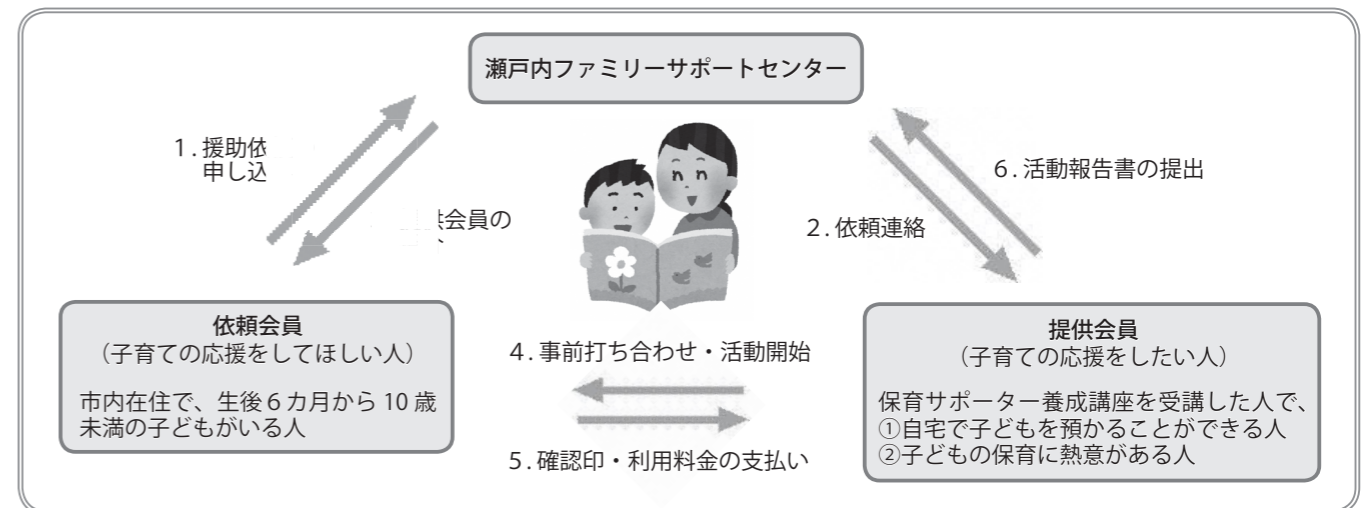 瀬戸内ファミリーサポートセンター
1.援助依
申し込
会員の
6.活動報告書の提出
2.依頼連絡
依頼会員
（子育ての応援をしてほしい人）
市内在住で、生後6カ月から10歳
未満の子どもがいる人
4.事前打ち合わせ・活動開始
5.確認印・利用料金の支払い
提供会員
（子育ての応援をしたい人）
保育サポーター養成講座を受講した人で、
①自宅で子どもを預かることができる人
②子どもの保育に熱意がある人